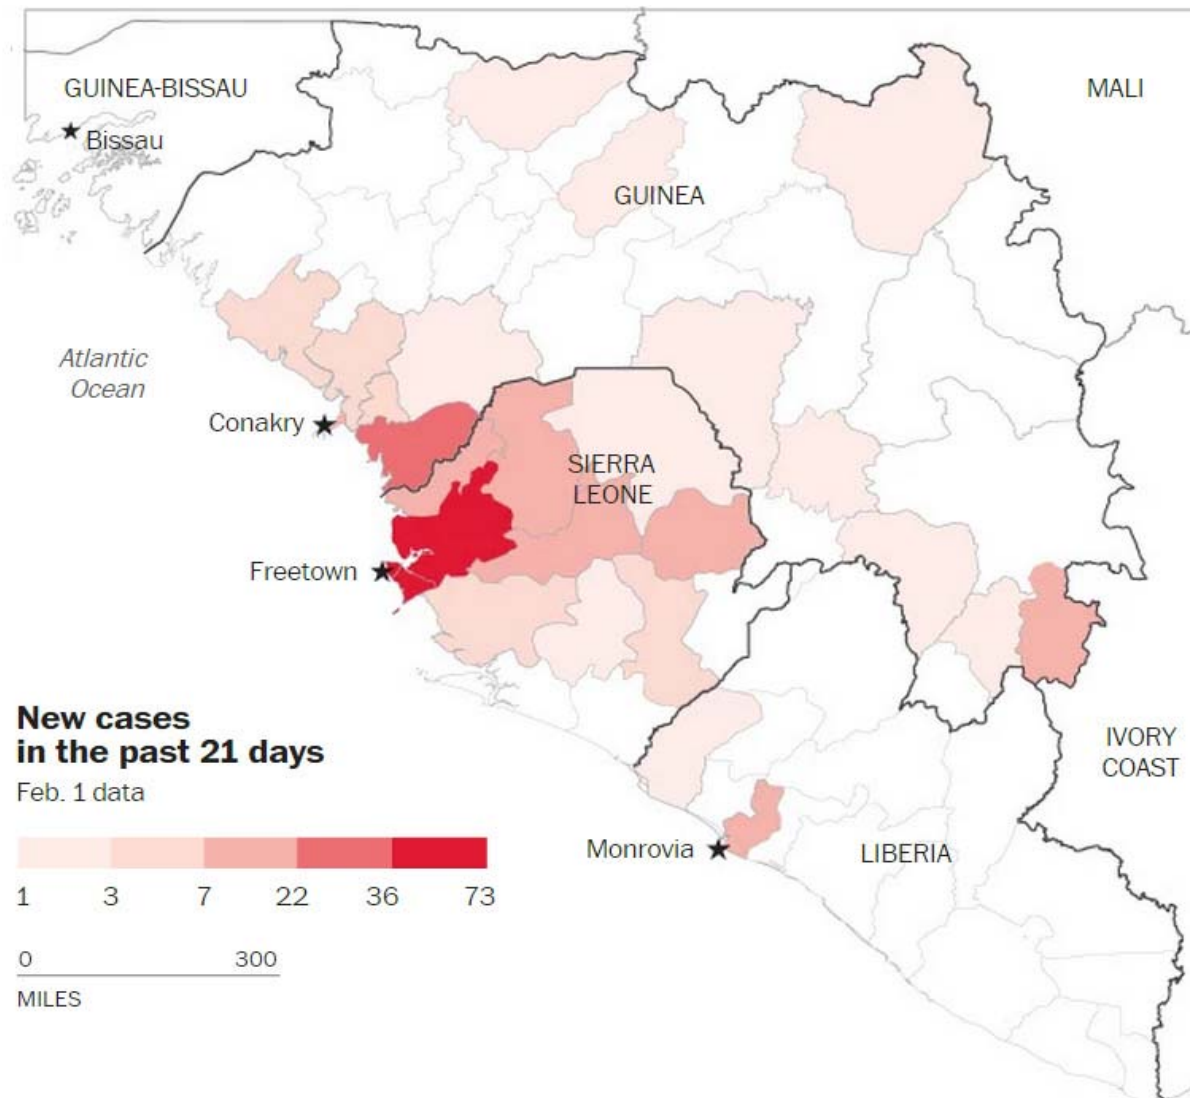 GUINEA-BISSAU
MALI
Bissau
GUINEA
Atlantic
Ocean
Conakry
SIERRA
LEONE
Freetown
New cases
in the past 21 days
Feb. 1 data
IVORY
COAST
Monrovia
LIBERIA
1 3 7 22 36 73
0 300
MILES